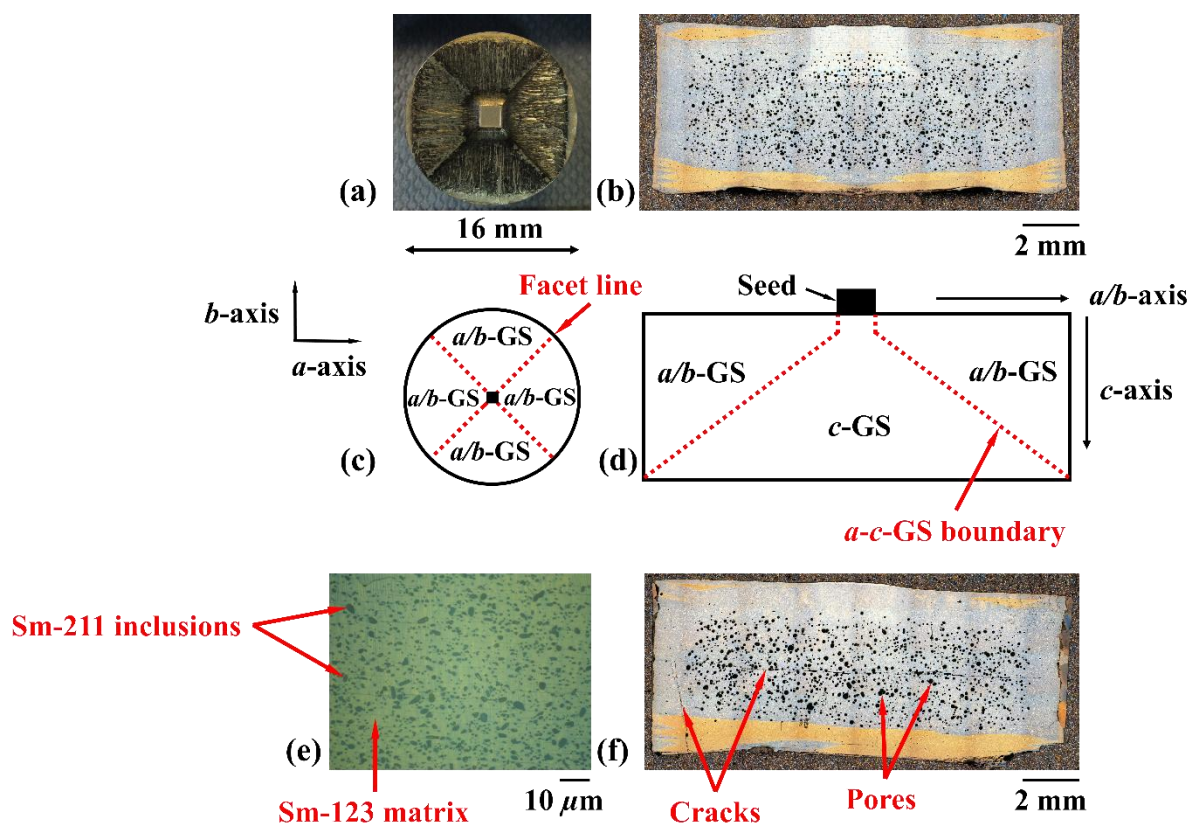 (a)
(b)
16 mm
2 mm
Facet line
Seed
a/b-axis
b-axis
a-axis
a/b-GS
a/b-GS
a/b-GS
a/b-GS
a/b-GS
a/b-GS
c-axis
c-GS
(c)
(d)
a-c-GS boundary
Sm-211 inclusions
(e)
(f)
Sm-123 matrix
10 μm
Cracks
Pores
2 mm